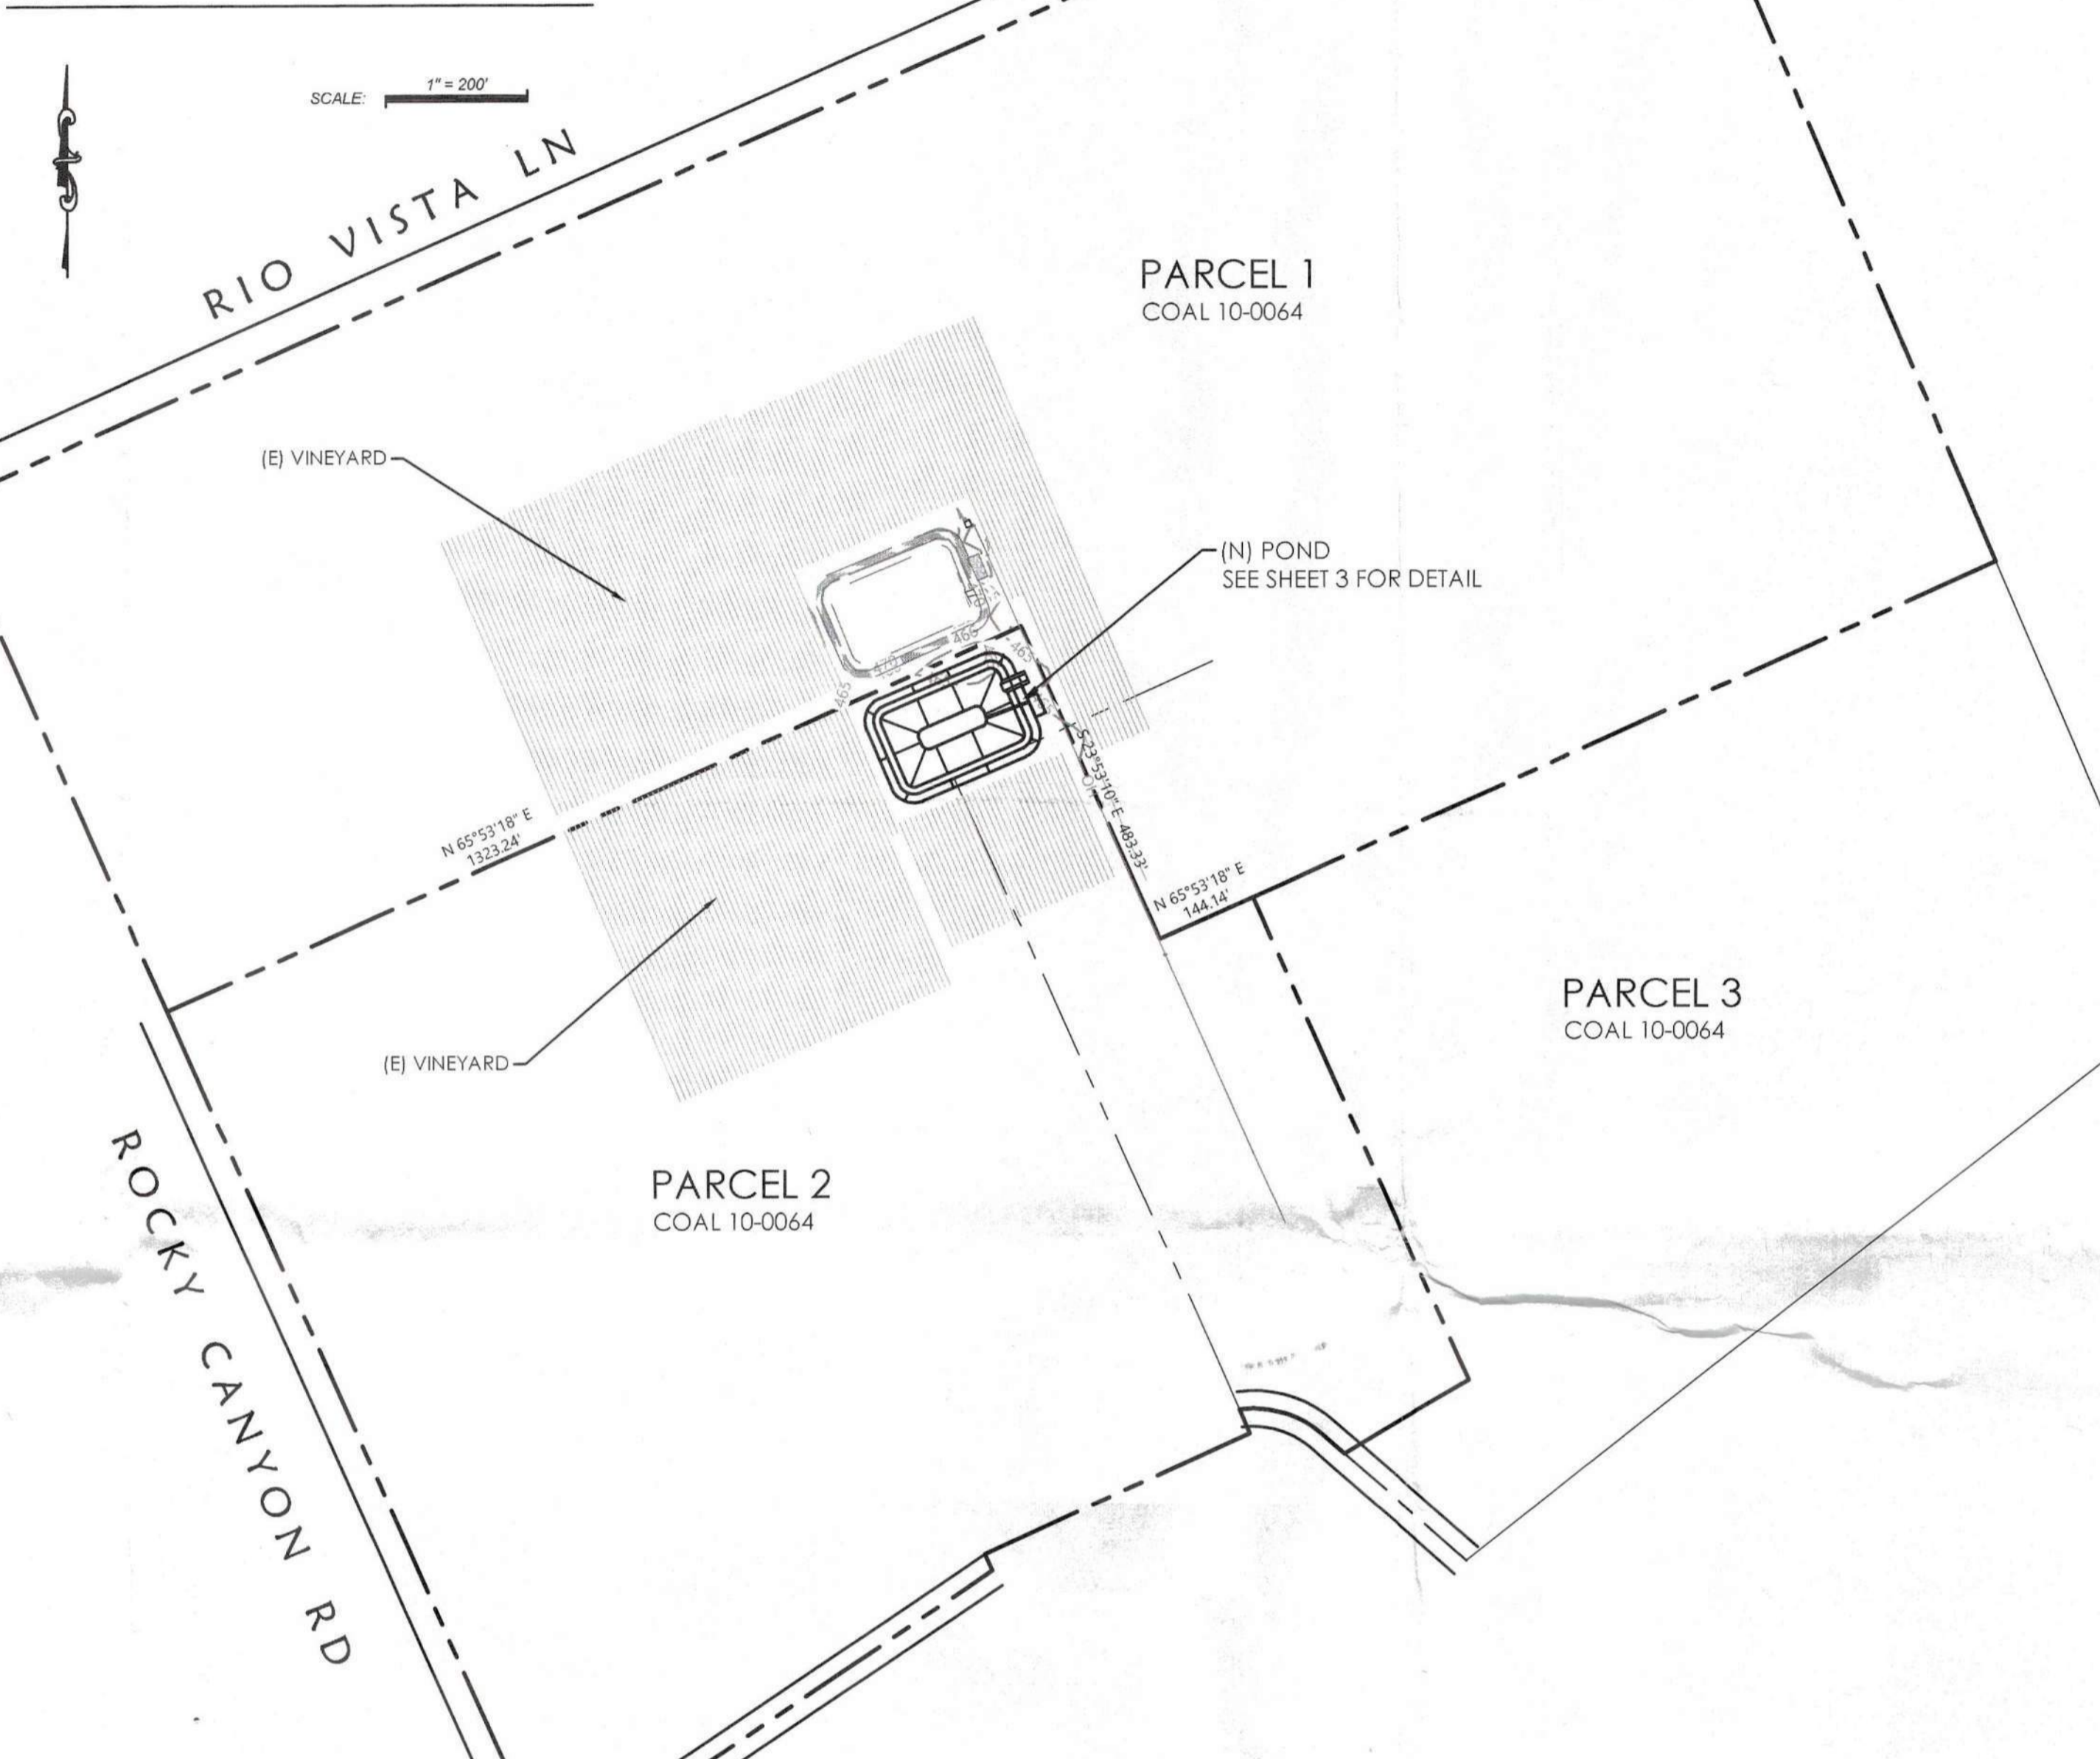 SCALE:
1" = 200'
RIO VISTA LN
PARCEL 1
COAL 10-0064
(E) VINEYARD
(N) POND
SEE SHEET 3 FOR DETAIL
470
465
465
465
N 65°53'18" E
1323.24'
S 23°53'10" E 483.33'
N 65°53'18" E
144.14'
PARCEL 3
COAL 10-0064
(E) VINEYARD
PARCEL 2
COAL 10-0064
ROCKY CANYON RD